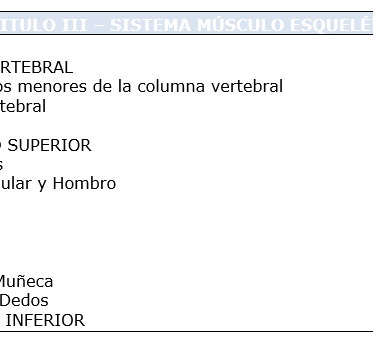 ITULO III – SISTEMA MÚSCULO ESQUELÉ
RTEBRAL
os menores de la columna vertebral
tebral
O SUPERIOR
s
ular y Hombro
Muñeca
Dedos
INFERIOR